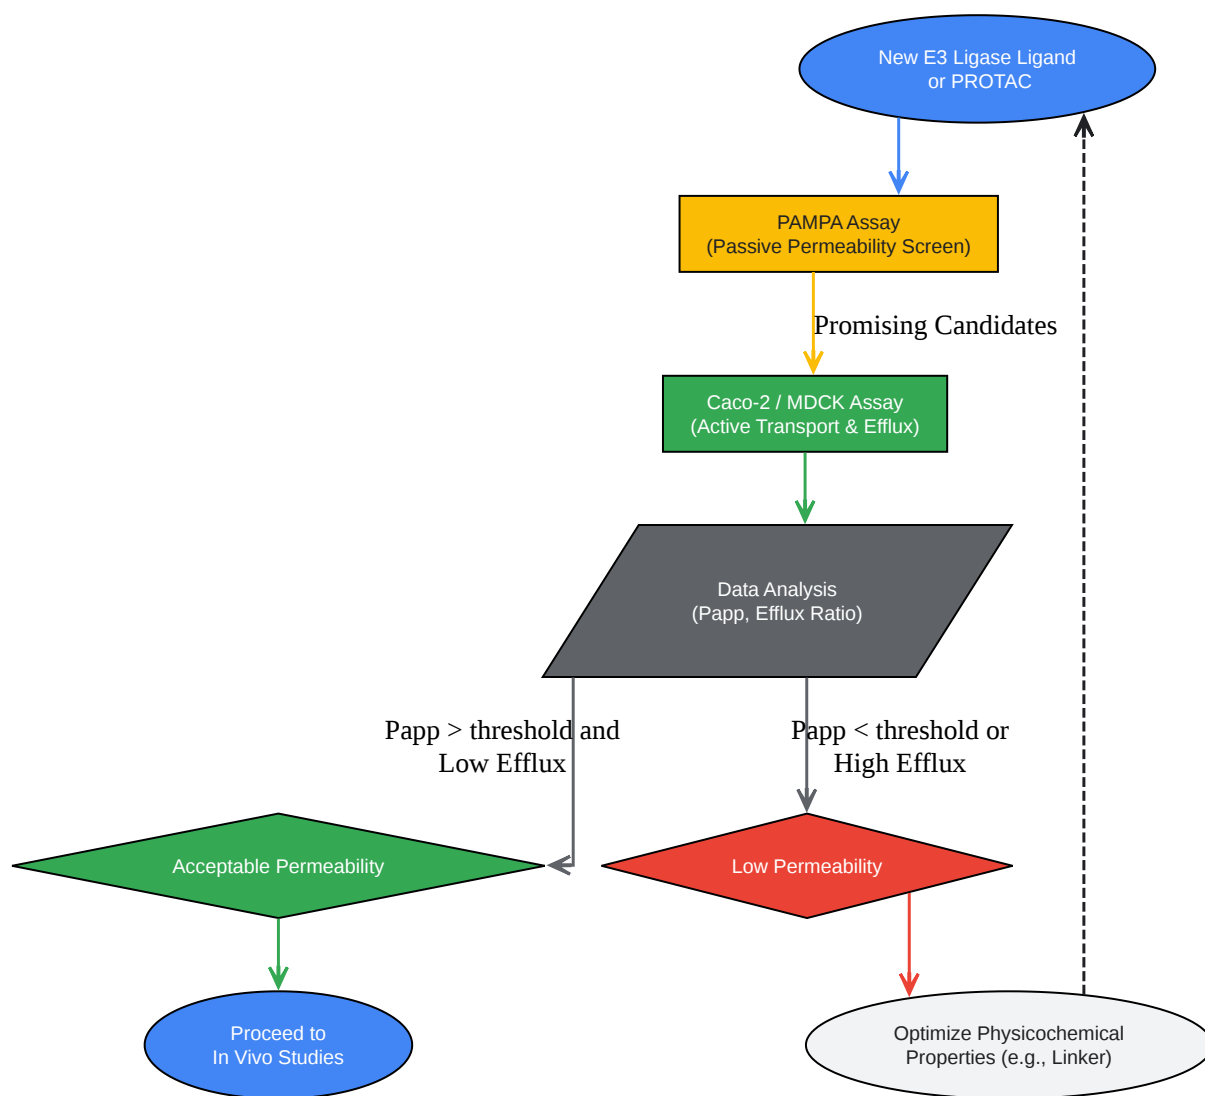 New E3 Ligase Ligand
or PROTAC
PAMPA Assay
(Passive Permeability Screen)
Promising Candidates
Caco-2 / MDCK Assay
(Active Transport & Efflux)
Data Analysis
(Papp, Efflux Ratio)
Papp > threshold and
Low Efflux
Papp < threshold or
High Efflux
Acceptable Permeability
Low Permeability
Proceed to
In Vivo Studies
Optimize Physicochemical
Properties (e.g., Linker)